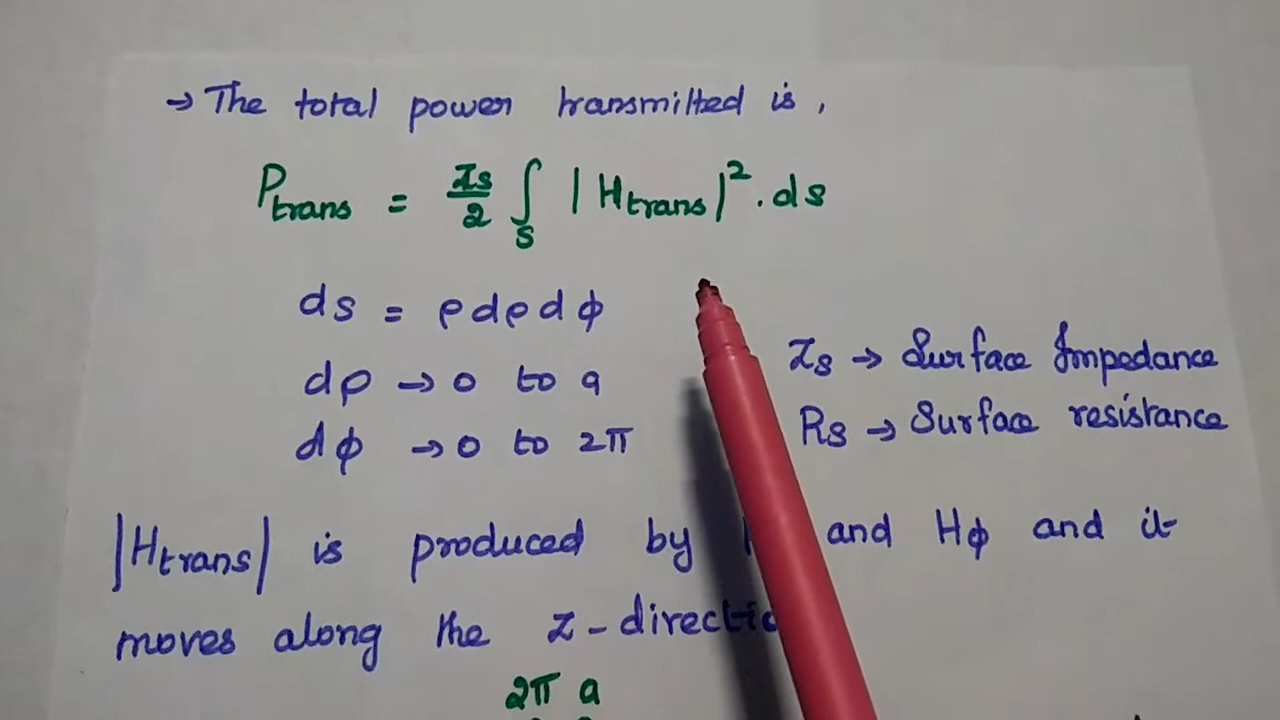 → The total power transmitted is,
Ptrans = Zs/2 ∫s |Htrans|². ds
ds = ρdρdφ
dρ → 0 to a
dφ → 0 to 2π
Zs → Surface Impedance
Rs → Surface resistance
|Htrans| is produced by and Hφ and it
moves along the z-directio
2π a